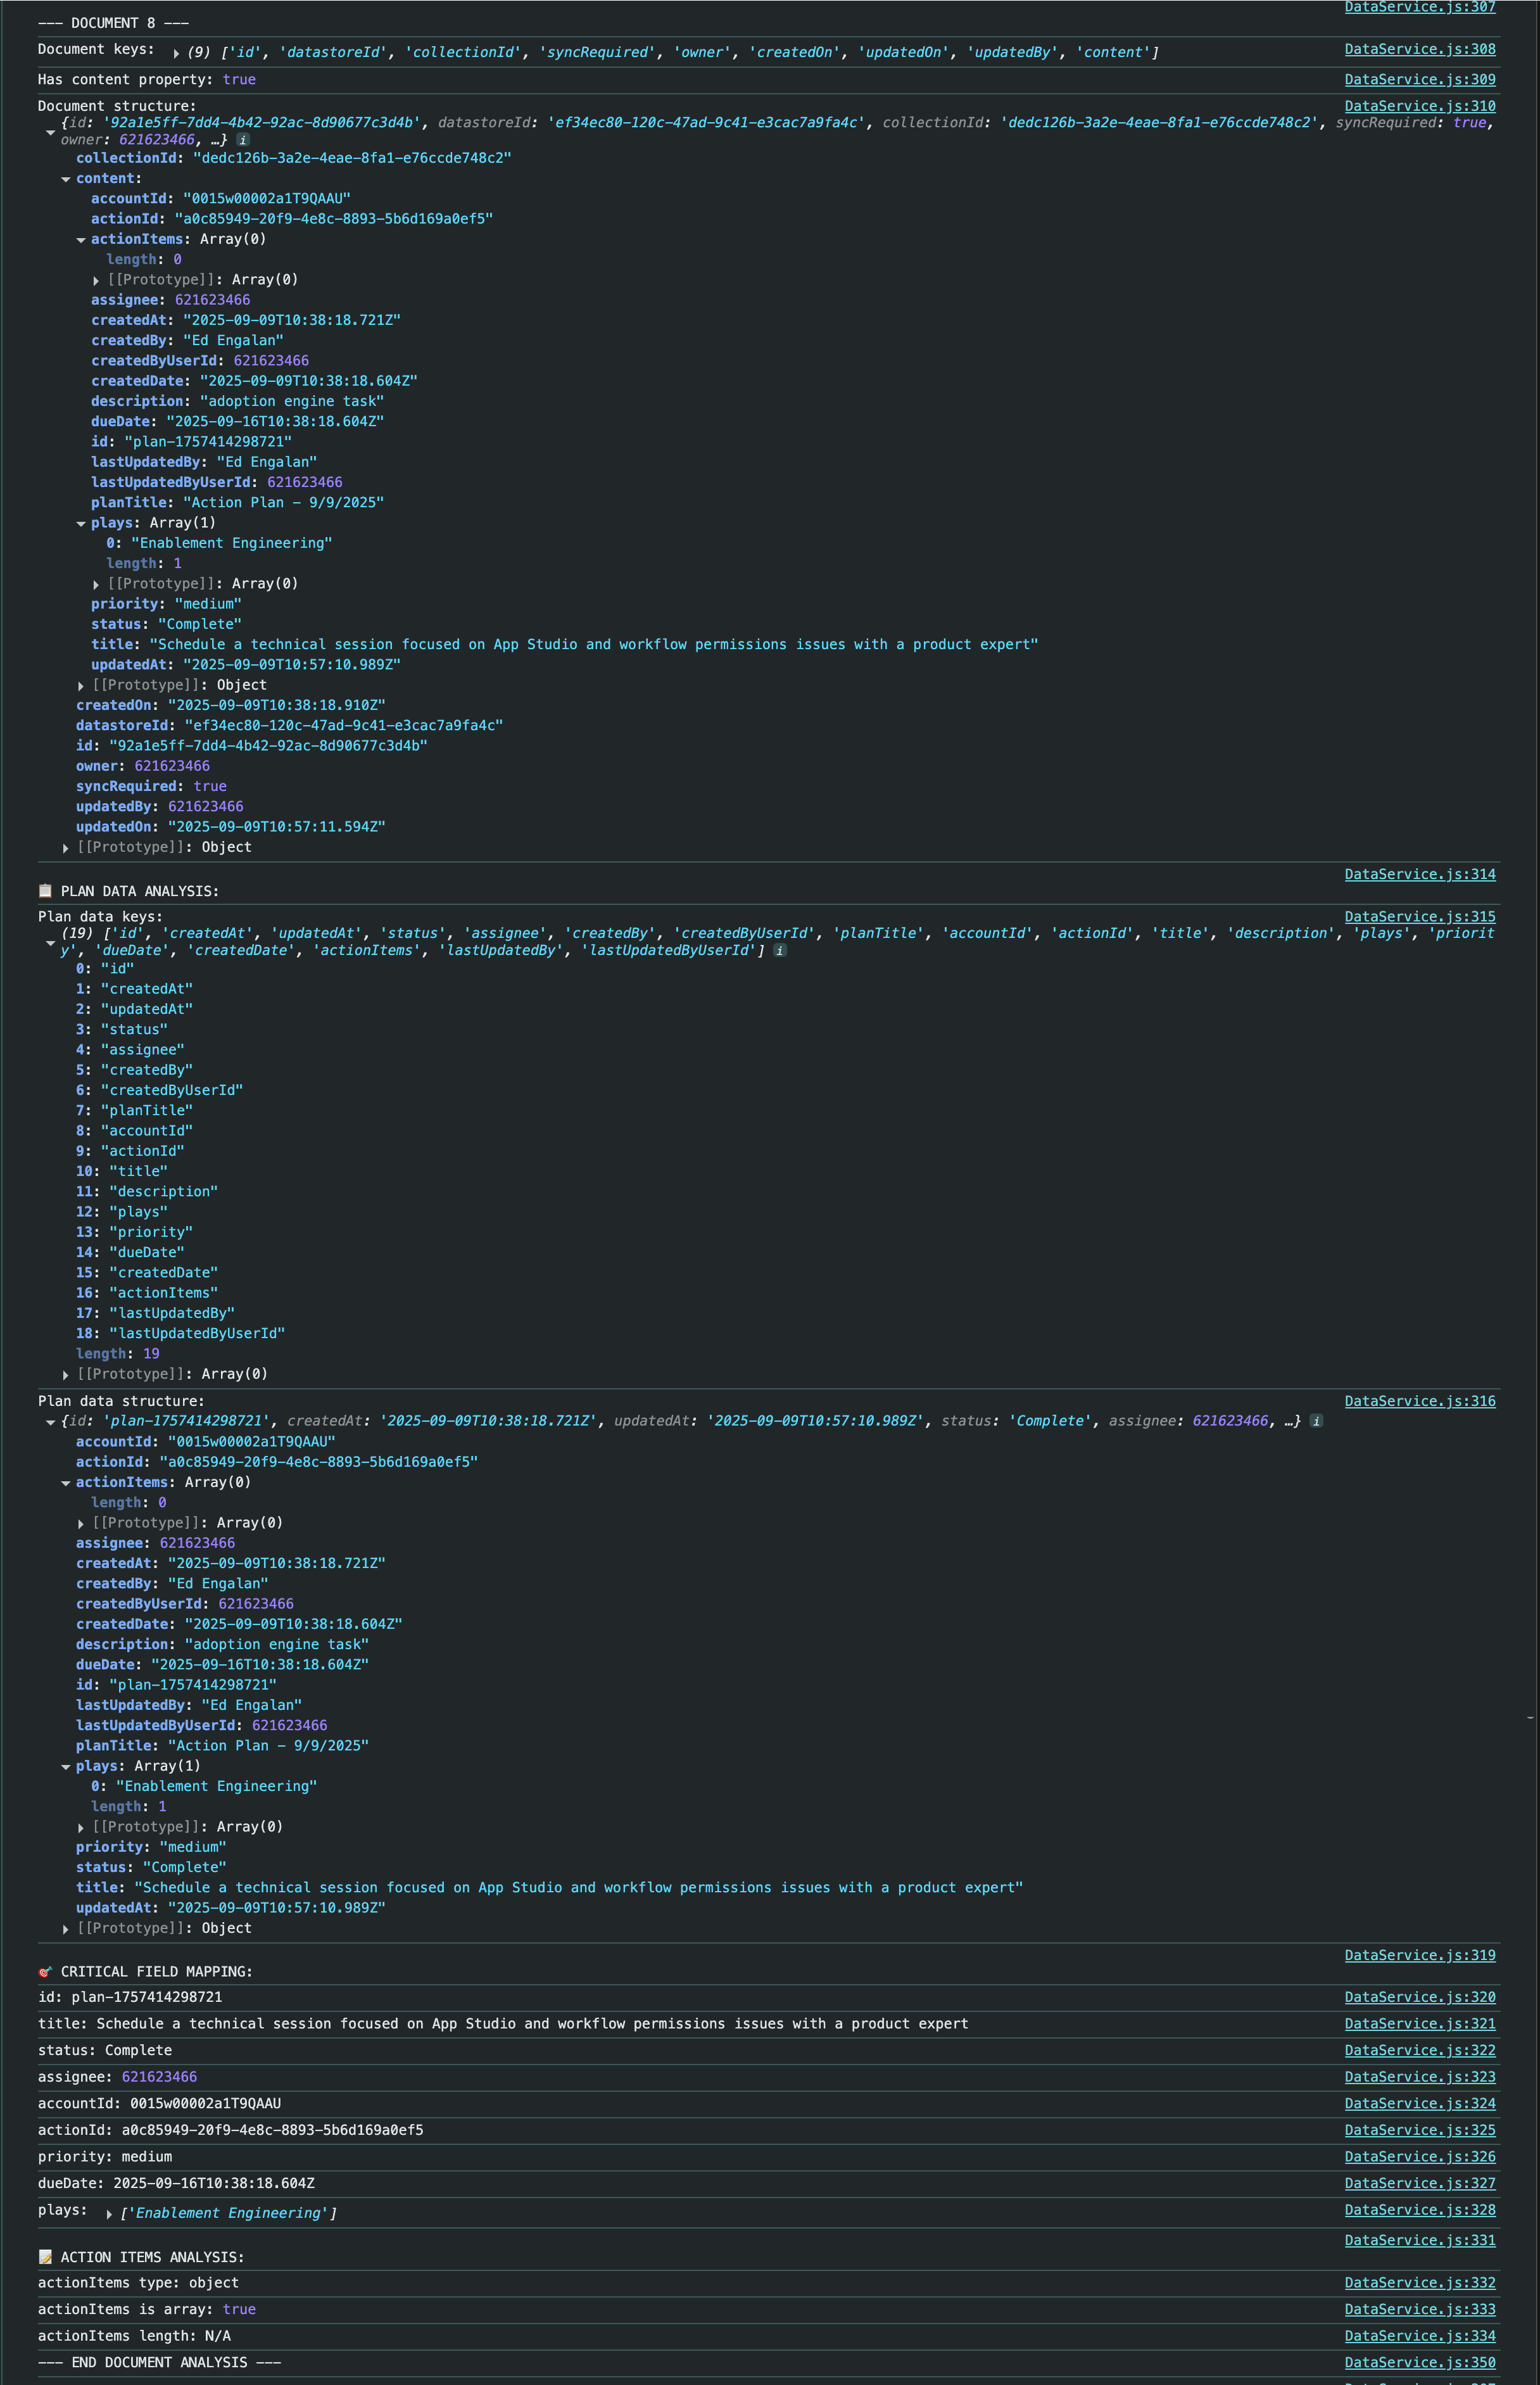 DataService.js:307
--- DOCUMENT 8 ---
Document keys: (9) ['id', 'datastoreId', 'collectionId', 'syncRequired', 'owner', 'createdOn', 'updatedOn', 'updatedBy', 'content'] DataService.js:308
Has content property: true DataService.js:309
Document structure: DataService.js:310
{id: '92a1e5ff-7dd4-4b42-92ac-8d90677c3d4b', datastoreId: 'ef34ec80-120c-47ad-9c41-e3cac7a9fa4c', collectionId: 'dedc126b-3a2e-4eae-8fa1-e76ccde748c2', syncRequired: true,
owner: 621623466, …} i
collectionId: "dedc126b-3a2e-4eae-8fa1-e76ccde748c2"
content:
accountId: "0015w00002a1T9QAAU"
actionId: "a0c85949-20f9-4e8c-8893-5b6d169a0ef5"
actionItems: Array(0)
length: 0
[[Prototype]]: Array(0)
assignee: 621623466
createdAt: "2025-09-09T10:38:18.721Z"
createdBy: "Ed Engalan"
createdByUserId: 621623466
createdDate: "2025-09-09T10:38:18.604Z"
description: "adoption engine task"
dueDate: "2025-09-16T10:38:18.604Z"
id: "plan-1757414298721"
lastUpdatedBy: "Ed Engalan"
lastUpdatedByUserId: 621623466
planTitle: "Action Plan - 9/9/2025"
plays: Array(1)
0: "Enablement Engineering"
length: 1
[[Prototype]]: Array(0)
priority: "medium"
status: "Complete"
title: "Schedule a technical session focused on App Studio and workflow permissions issues with a product expert"
updatedAt: "2025-09-09T10:57:10.989Z"
[[Prototype]]: Object
createdOn: "2025-09-09T10:38:18.910Z"
datastoreId: "ef34ec80-120c-47ad-9c41-e3cac7a9fa4c"
id: "92a1e5ff-7dd4-4b42-92ac-8d90677c3d4b"
owner: 621623466
syncRequired: true
updatedBy: 621623466
updatedOn: "2025-09-09T10:57:11.594Z"
[[Prototype]]: Object
DataService.js:314
📋 PLAN DATA ANALYSIS:
Plan data keys: DataService.js:315
(19) ['id', 'createdAt', 'updatedAt', 'status', 'assignee', 'createdBy', 'createdByUserId', 'planTitle', 'accountId', 'actionId', 'title', 'description', 'plays', 'priorit
y', 'dueDate', 'createdDate', 'actionItems', 'lastUpdatedBy', 'lastUpdatedByUserId'] i
0: "id"
1: "createdAt"
2: "updatedAt"
3: "status"
4: "assignee"
5: "createdBy"
6: "createdByUserId"
7: "planTitle"
8: "accountId"
9: "actionId"
10: "title"
11: "description"
12: "plays"
13: "priority"
14: "dueDate"
15: "createdDate"
16: "actionItems"
17: "lastUpdatedBy"
18: "lastUpdatedByUserId"
length: 19
[[Prototype]]: Array(0)
Plan data structure: DataService.js:316
{id: 'plan-1757414298721', createdAt: '2025-09-09T10:38:18.721Z', updatedAt: '2025-09-09T10:57:10.989Z', status: 'Complete', assignee: 621623466, …} i
accountId: "0015w00002a1T9QAAU"
actionId: "a0c85949-20f9-4e8c-8893-5b6d169a0ef5"
actionItems: Array(0)
length: 0
[[Prototype]]: Array(0)
assignee: 621623466
createdAt: "2025-09-09T10:38:18.721Z"
createdBy: "Ed Engalan"
createdByUserId: 621623466
createdDate: "2025-09-09T10:38:18.604Z"
description: "adoption engine task"
dueDate: "2025-09-16T10:38:18.604Z"
id: "plan-1757414298721"
lastUpdatedBy: "Ed Engalan"
lastUpdatedByUserId: 621623466
planTitle: "Action Plan - 9/9/2025"
plays: Array(1)
0: "Enablement Engineering"
length: 1
[[Prototype]]: Array(0)
priority: "medium"
status: "Complete"
title: "Schedule a technical session focused on App Studio and workflow permissions issues with a product expert"
updatedAt: "2025-09-09T10:57:10.989Z"
[[Prototype]]: Object
DataService.js:319
🎯 CRITICAL FIELD MAPPING:
id: plan-1757414298721 DataService.js:320
title: Schedule a technical session focused on App Studio and workflow permissions issues with a product expert DataService.js:321
status: Complete DataService.js:322
assignee: 621623466 DataService.js:323
accountId: 0015w00002a1T9QAAU DataService.js:324
actionId: a0c85949-20f9-4e8c-8893-5b6d169a0ef5 DataService.js:325
priority: medium DataService.js:326
dueDate: 2025-09-16T10:38:18.604Z DataService.js:327
plays: ['Enablement Engineering'] DataService.js:328
DataService.js:331
📝 ACTION ITEMS ANALYSIS:
actionItems type: object DataService.js:332
actionItems is array: true DataService.js:333
actionItems length: N/A DataService.js:334
--- END DOCUMENT ANALYSIS --- DataService.js:350